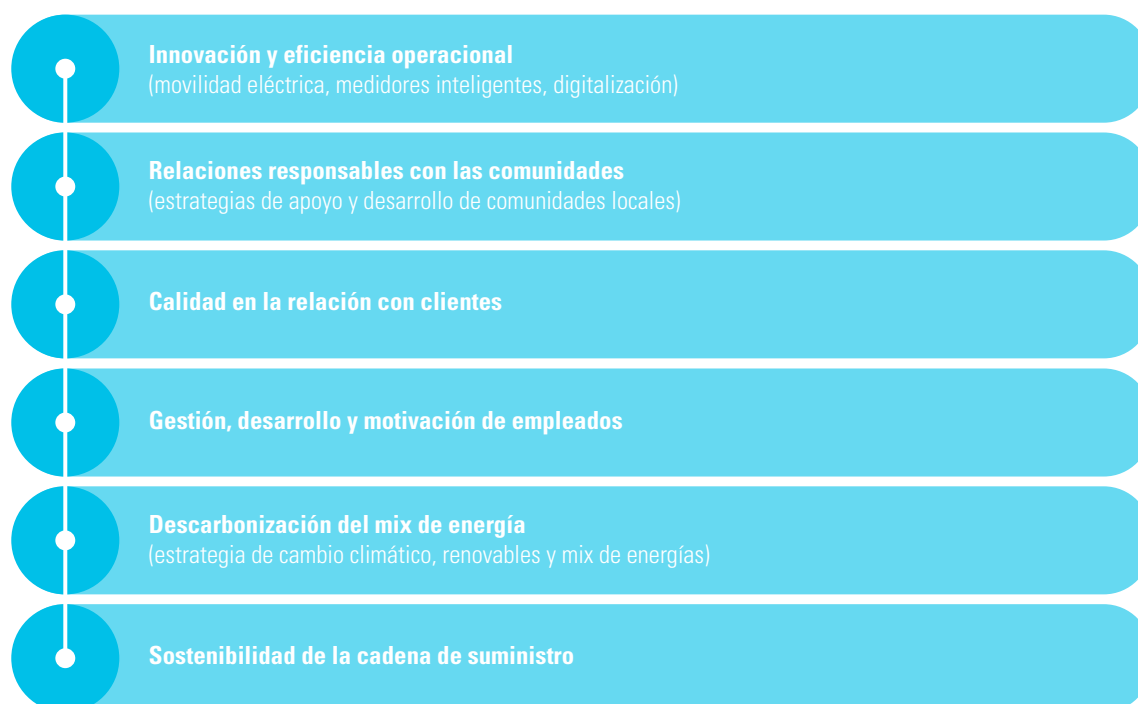 Innovación y eficiencia operacional
(movilidad eléctrica, medidores inteligentes, digitalización)
Relaciones responsables con las comunidades
(estrategias de apoyo y desarrollo de comunidades locales)
Calidad en la relación con clientes
Gestión, desarrollo y motivación de empleados
Descarbonización del mix de energía
(estrategia de cambio climático, renovables y mix de energías)
Sostenibilidad de la cadena de suministro